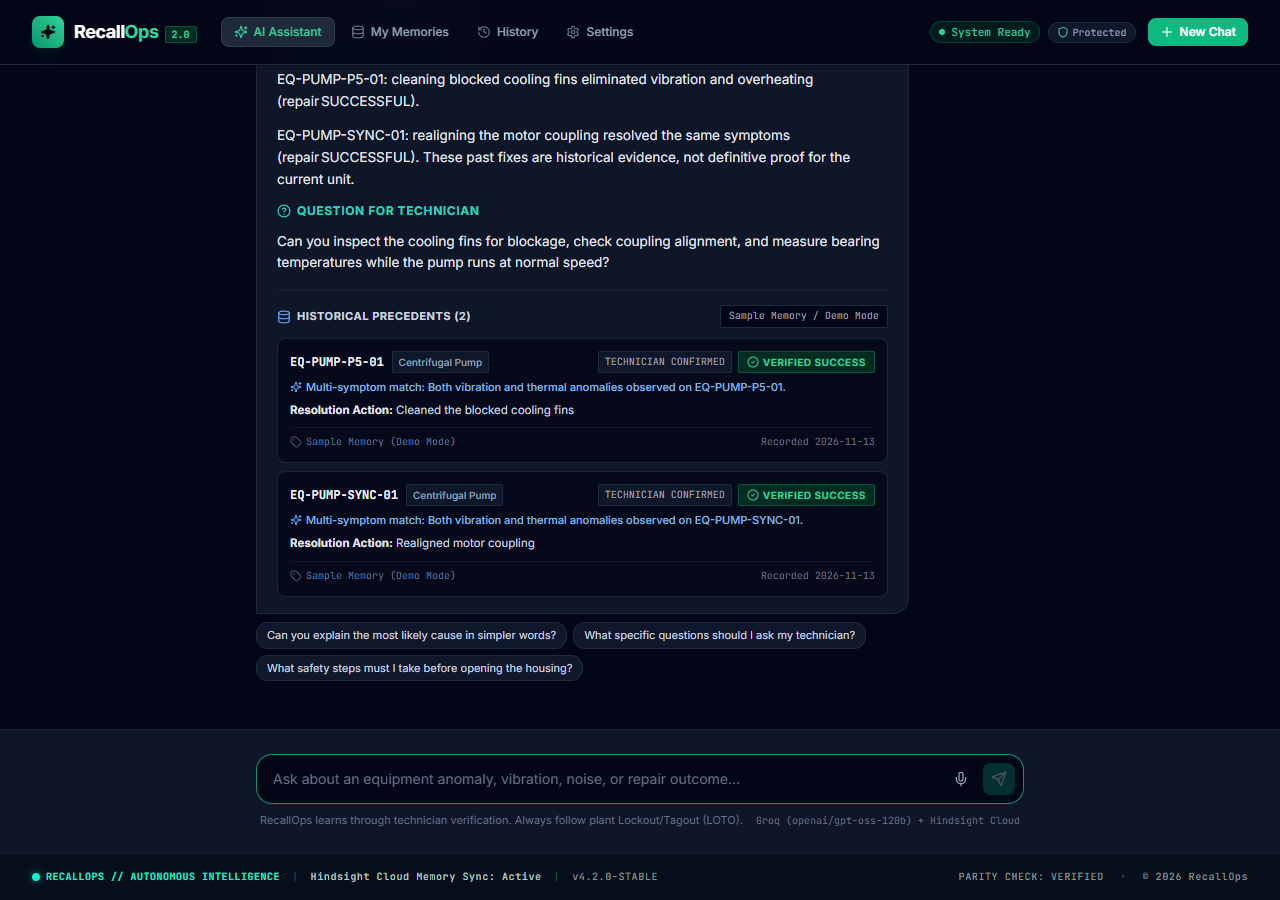 RecallOps 2.0
AI Assistant
My Memories
History
Settings
System Ready
Protected
New Chat
EQ-PUMP-P5-01: cleaning blocked cooling fins eliminated vibration and overheating
(repair SUCCESSFUL).
EQ-PUMP-SYNC-01: realigning the motor coupling resolved the same symptoms
(repair SUCCESSFUL). These past fixes are historical evidence, not definitive proof for the
current unit.
QUESTION FOR TECHNICIAN
Can you inspect the cooling fins for blockage, check coupling alignment, and measure bearing
temperatures while the pump runs at normal speed?
HISTORICAL PRECEDENTS (2)
Sample Memory / Demo Mode
EQ-PUMP-P5-01 Centrifugal Pump TECHNICIAN CONFIRMED VERIFIED SUCCESS
Multi-symptom match: Both vibration and thermal anomalies observed on EQ-PUMP-P5-01.
Resolution Action: Cleaned the blocked cooling fins
Sample Memory (Demo Mode) Recorded 2026-11-13
EQ-PUMP-SYNC-01 Centrifugal Pump TECHNICIAN CONFIRMED VERIFIED SUCCESS
Multi-symptom match: Both vibration and thermal anomalies observed on EQ-PUMP-SYNC-01.
Resolution Action: Realigned motor coupling
Sample Memory (Demo Mode) Recorded 2026-11-13
Can you explain the most likely cause in simpler words?
What specific questions should I ask my technician?
What safety steps must I take before opening the housing?
Ask about an equipment anomaly, vibration, noise, or repair outcome...
RecallOps learns through technician verification. Always follow plant Lockout/Tagout (LOTO).
Groq (openai/gpt-oss-120b) + Hindsight Cloud
RECALLOPS // AUTONOMOUS INTELLIGENCE | Hindsight Cloud Memory Sync: Active | v4.2.0-STABLE
PARITY CHECK: VERIFIED · © 2026 RecallOps